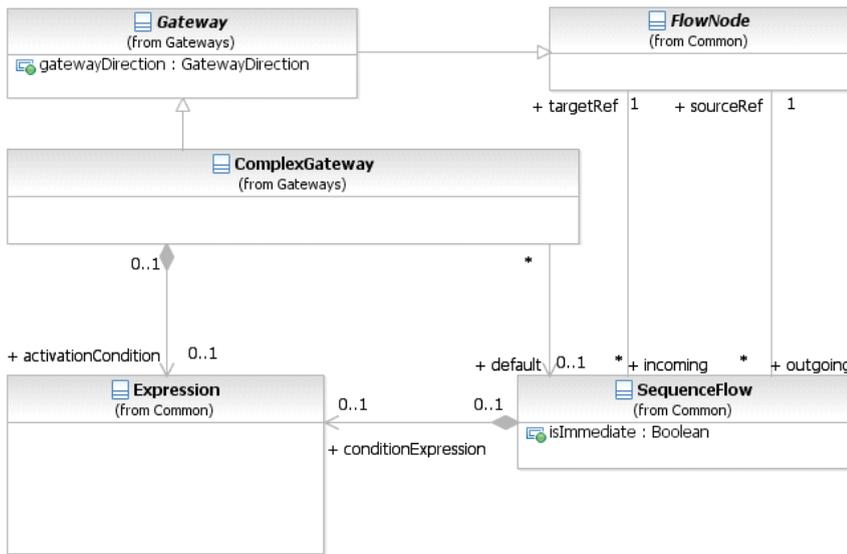 Gateway
(from Gateways)
gatewayDirection : GatewayDirection
FlowNode
(from Common)
+ targetRef 1
+ sourceRef 1
ComplexGateway
(from Gateways)
0..1
*
+ activationCondition 0..1
+ default 0..1
* + incoming
* + outgoing
Expression
(from Common)
0..1
0..1
+ conditionExpression
SequenceFlow
(from Common)
isImmediate : Boolean